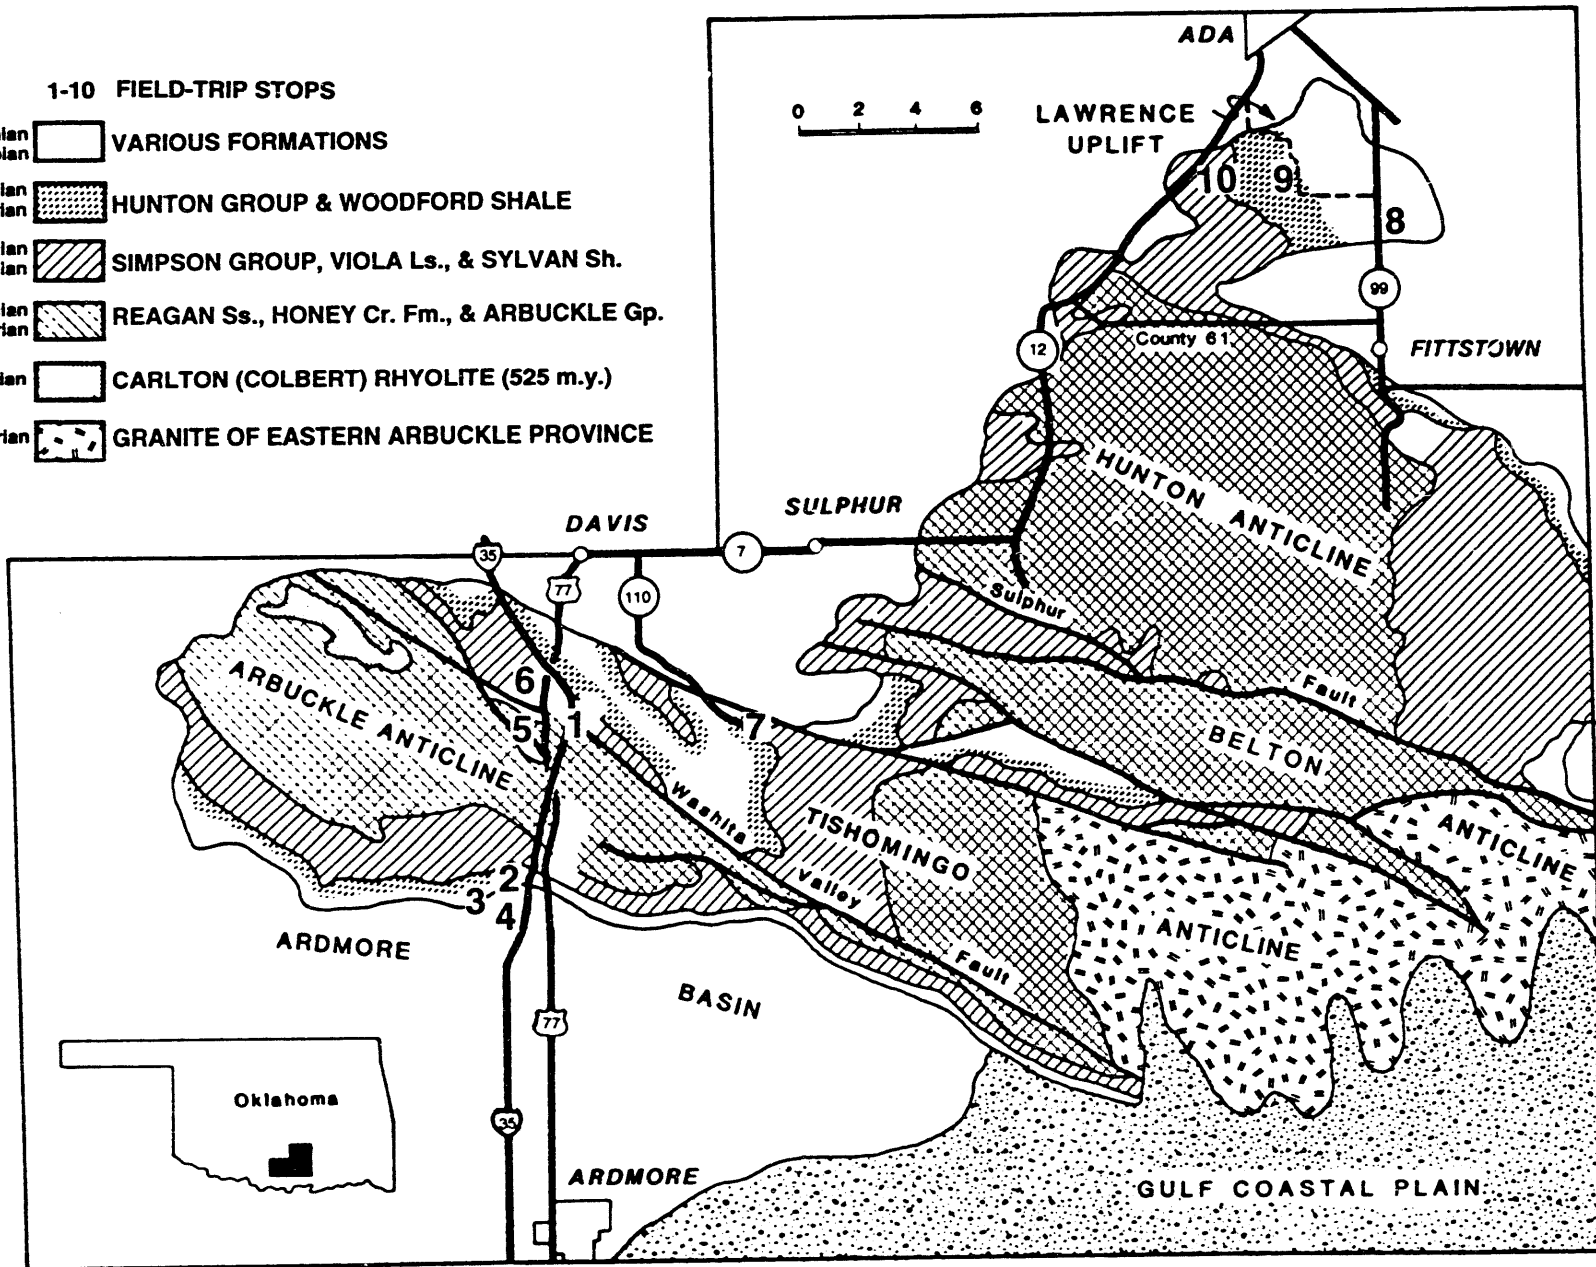 1-10 FIELD-TRIP STOPS
VARIOUS FORMATIONS
HUNTON GROUP & WOODFORD SHALE
SIMPSON GROUP, VIOLA Ls., & SYLVAN Sh.
REAGAN Ss., HONEY Cr. Fm., & ARBUCKLE Gp.
CARLTON (COLBERT) RHYOLITE (525 m.y.)
GRANITE OF EASTERN ARBUCKLE PROVINCE
ADA
0 2 4 6
LAWRENCE
UPLIFT
10
9
8
99
12
County 61
FITTSTOWN
HUNTON ANTICLINE
SULPHUR
DAVIS
7
35
77
110
Sulphur
Fault
ARBUCKLE ANTICLINE
6
5
1
7
BELTON
ANTICLINE
Washita
Valley
Fault
TISHOMINGO
ANTICLINE
2
3
4
ARDMORE
BASIN
77
Oklahoma
35
ARDMORE
GULF COASTAL PLAIN